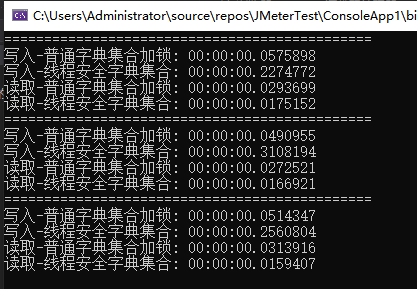 C:\Users\Administrator\source\repos\JMeterTest\ConsoleApp1\bi
==========================================
写入-普通字典集合加锁: 00:00:00.0575898
写入-线程安全字典集合: 00:00:00.2274772
读取-普通字典集合加锁: 00:00:00.0293699
读取-线程安全字典集合: 00:00:00.0175152
==========================================
写入-普通字典集合加锁: 00:00:00.0490955
写入-线程安全字典集合: 00:00:00.3108194
读取-普通字典集合加锁: 00:00:00.0272521
读取-线程安全字典集合: 00:00:00.0166921
==========================================
写入-普通字典集合加锁: 00:00:00.0514347
写入-线程安全字典集合: 00:00:00.2560804
读取-普通字典集合加锁: 00:00:00.0313916
读取-线程安全字典集合: 00:00:00.0159407